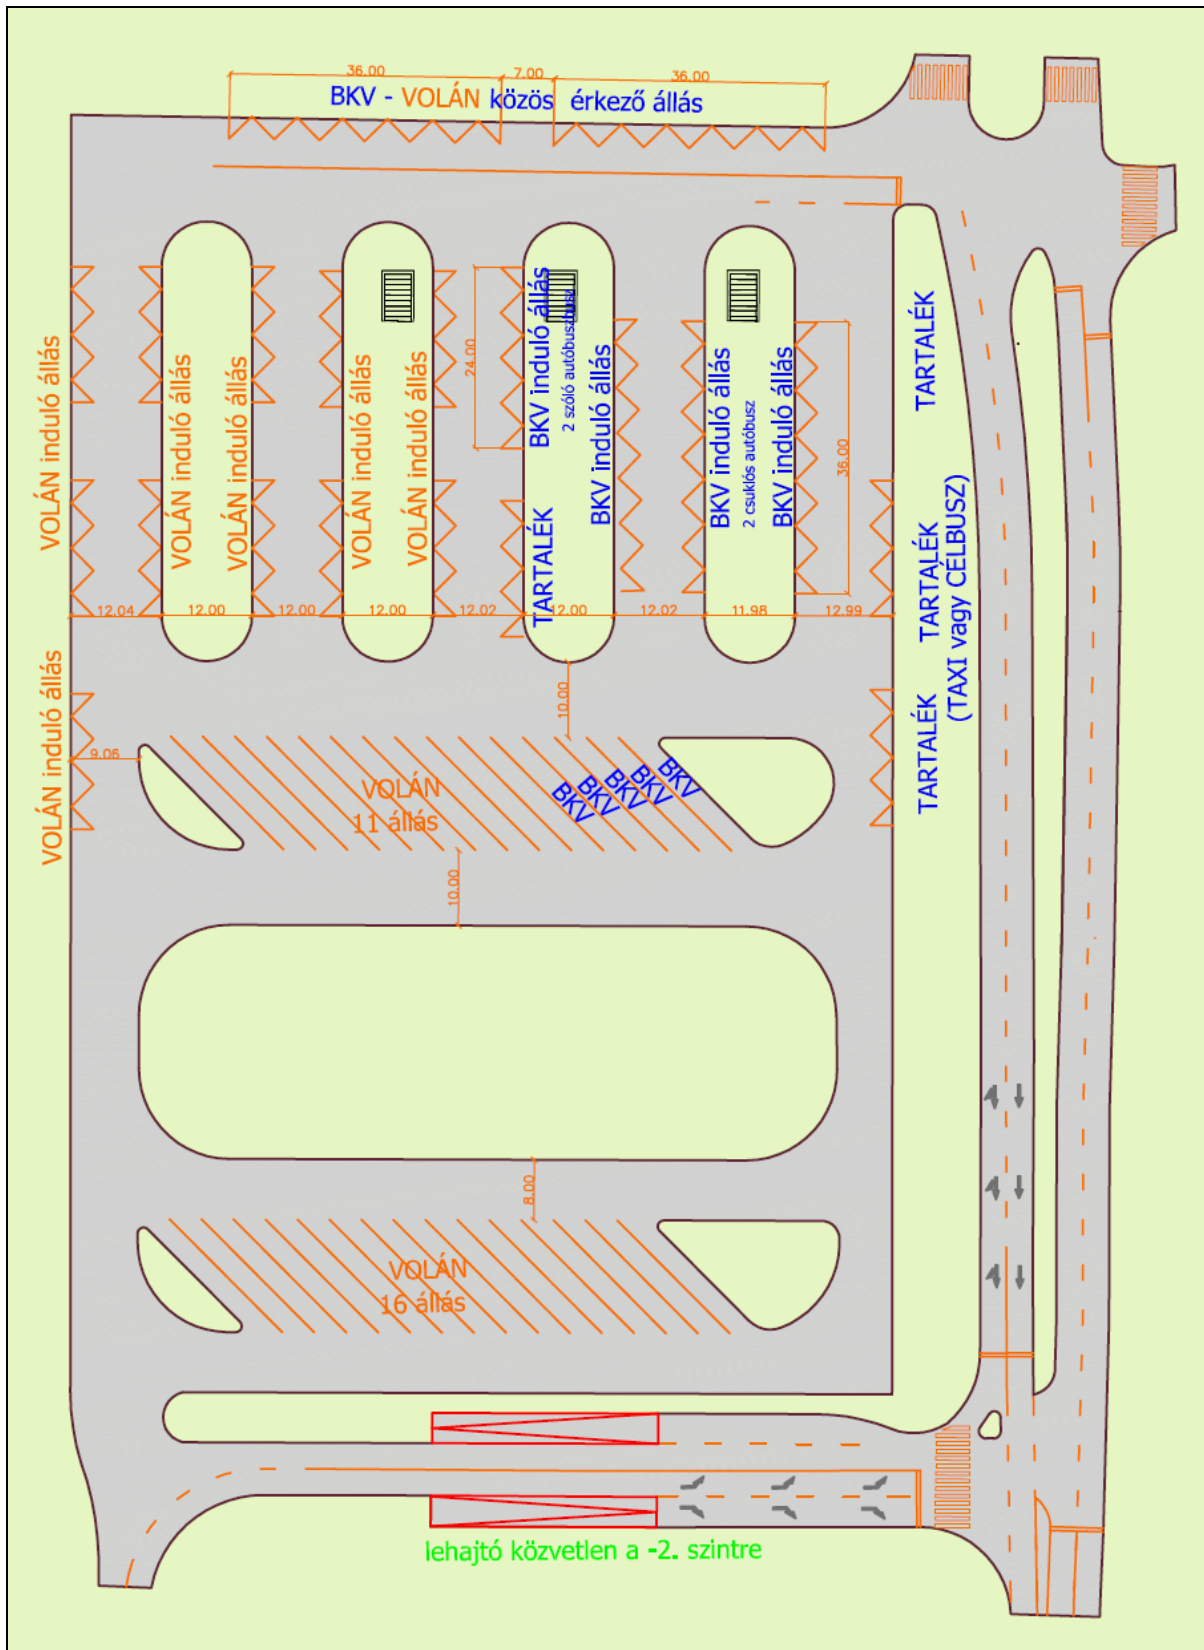 36.00
7.00
36.00
BKV - VOLÁN közös érkező állás
VOLÁN induló állás
VOLÁN induló állás
VOLÁN induló állás
VOLÁN induló állás
VOLÁN induló állás
24.00
BKV induló állás
2 szóló autóbusz
TARTALÉK
BKV induló állás
BKV induló állás
2 csuklós autóbusz
BKV induló állás
36.00
TARTALÉK
TARTALÉK
(TAXI vagy CÉLBUSZ)
TARTALÉK
12.04
12.00
12.00
12.00
12.02
12.00
12.02
11.98
12.99
VOLÁN induló állás
9.06
10.00
VOLÁN
11 állás
BKV
BKV
BKV
BKV
BKV
10.00
8.00
VOLÁN
16 állás
lehajtó közvetlen a -2. szintre